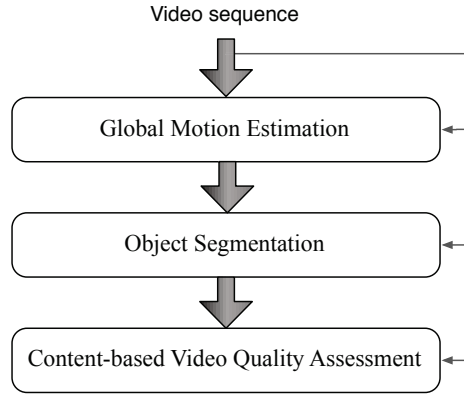 Video sequence
Global Motion Estimation
Object Segmentation
Content-based Video Quality Assessment